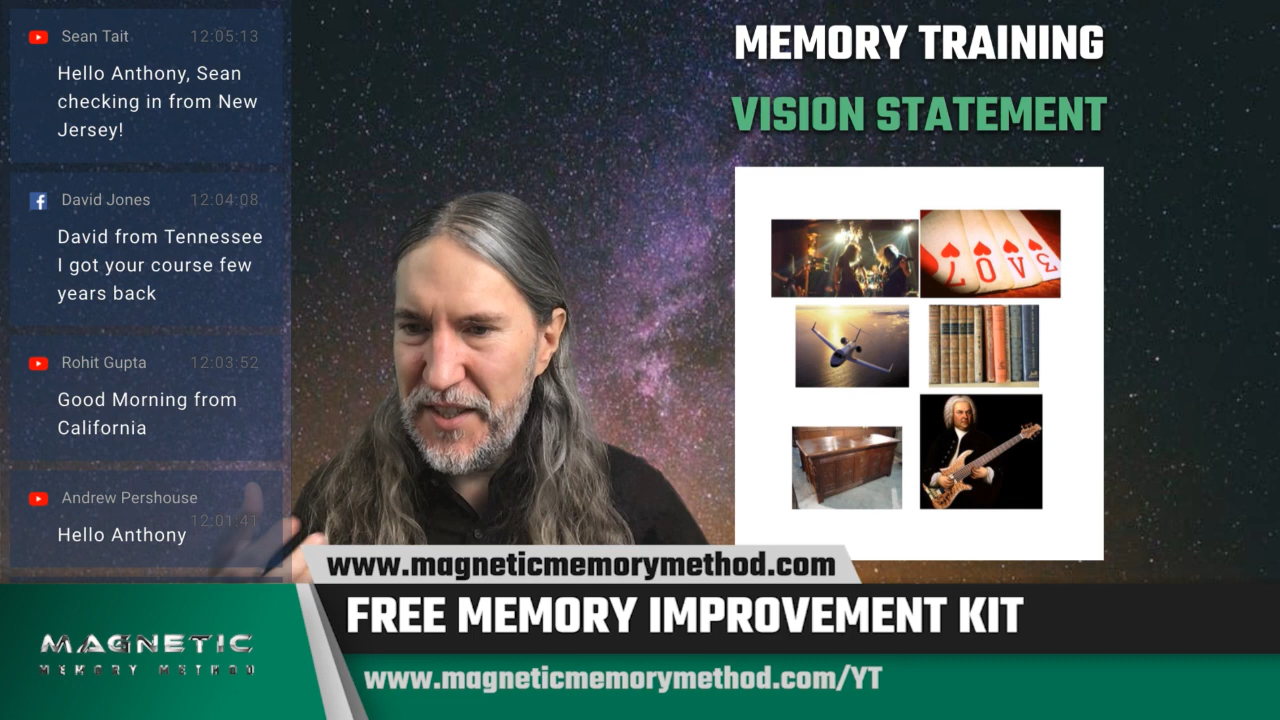 Sean Tait 12:05:13
Hello Anthony, Sean
checking in from New
Jersey!
David Jones 12:04:08
David from Tennessee
I got your course few
years back
Rohit Gupta 12:03:52
Good Morning from
California
Andrew Pershouse
12:01:41
Hello Anthony
MEMORY TRAINING
VISION STATEMENT
LOVE
www.magneticmemorymethod.com
FREE MEMORY IMPROVEMENT KIT
www.magneticmemorymethod.com/YT
MAGNETIC
MEMORY METHOD